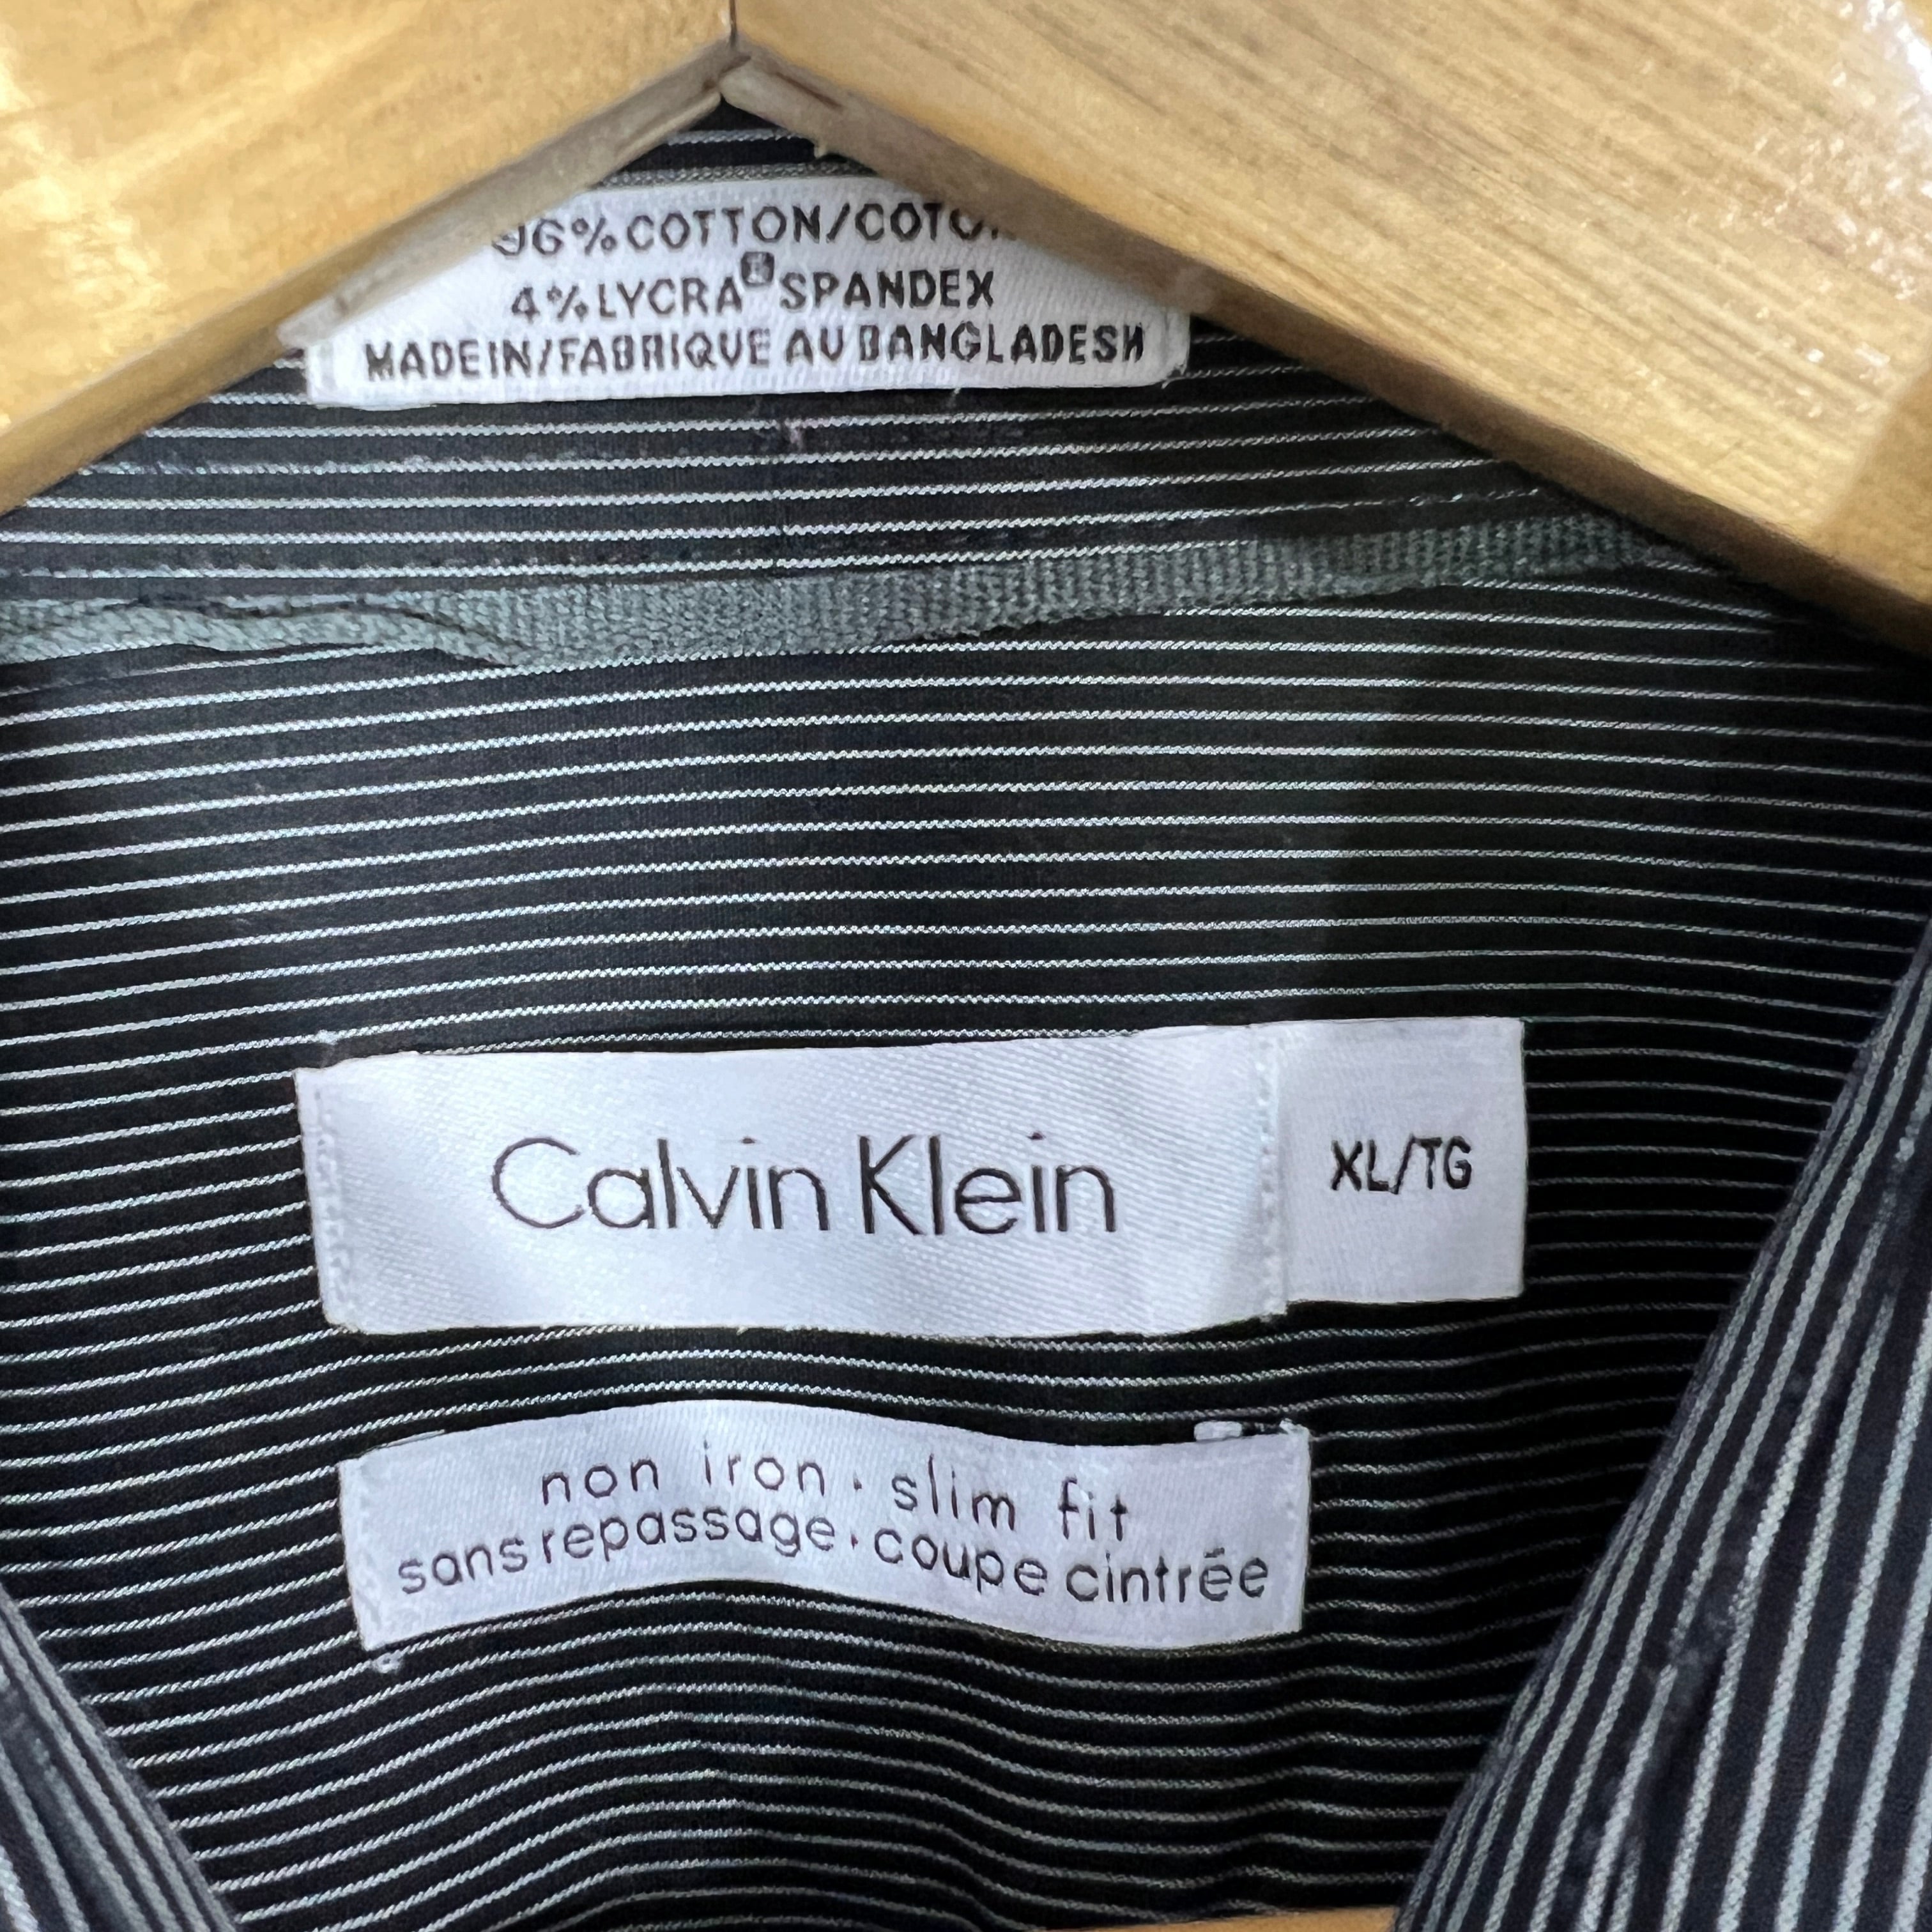 96% COTTON/COTON
4% LYCRA® SPANDEX
MADE IN/FABRIQUE AU BANGLADESH
Calvin Klein
XL/TG
non iron · slim fit
sans repassage · coupe cintrée